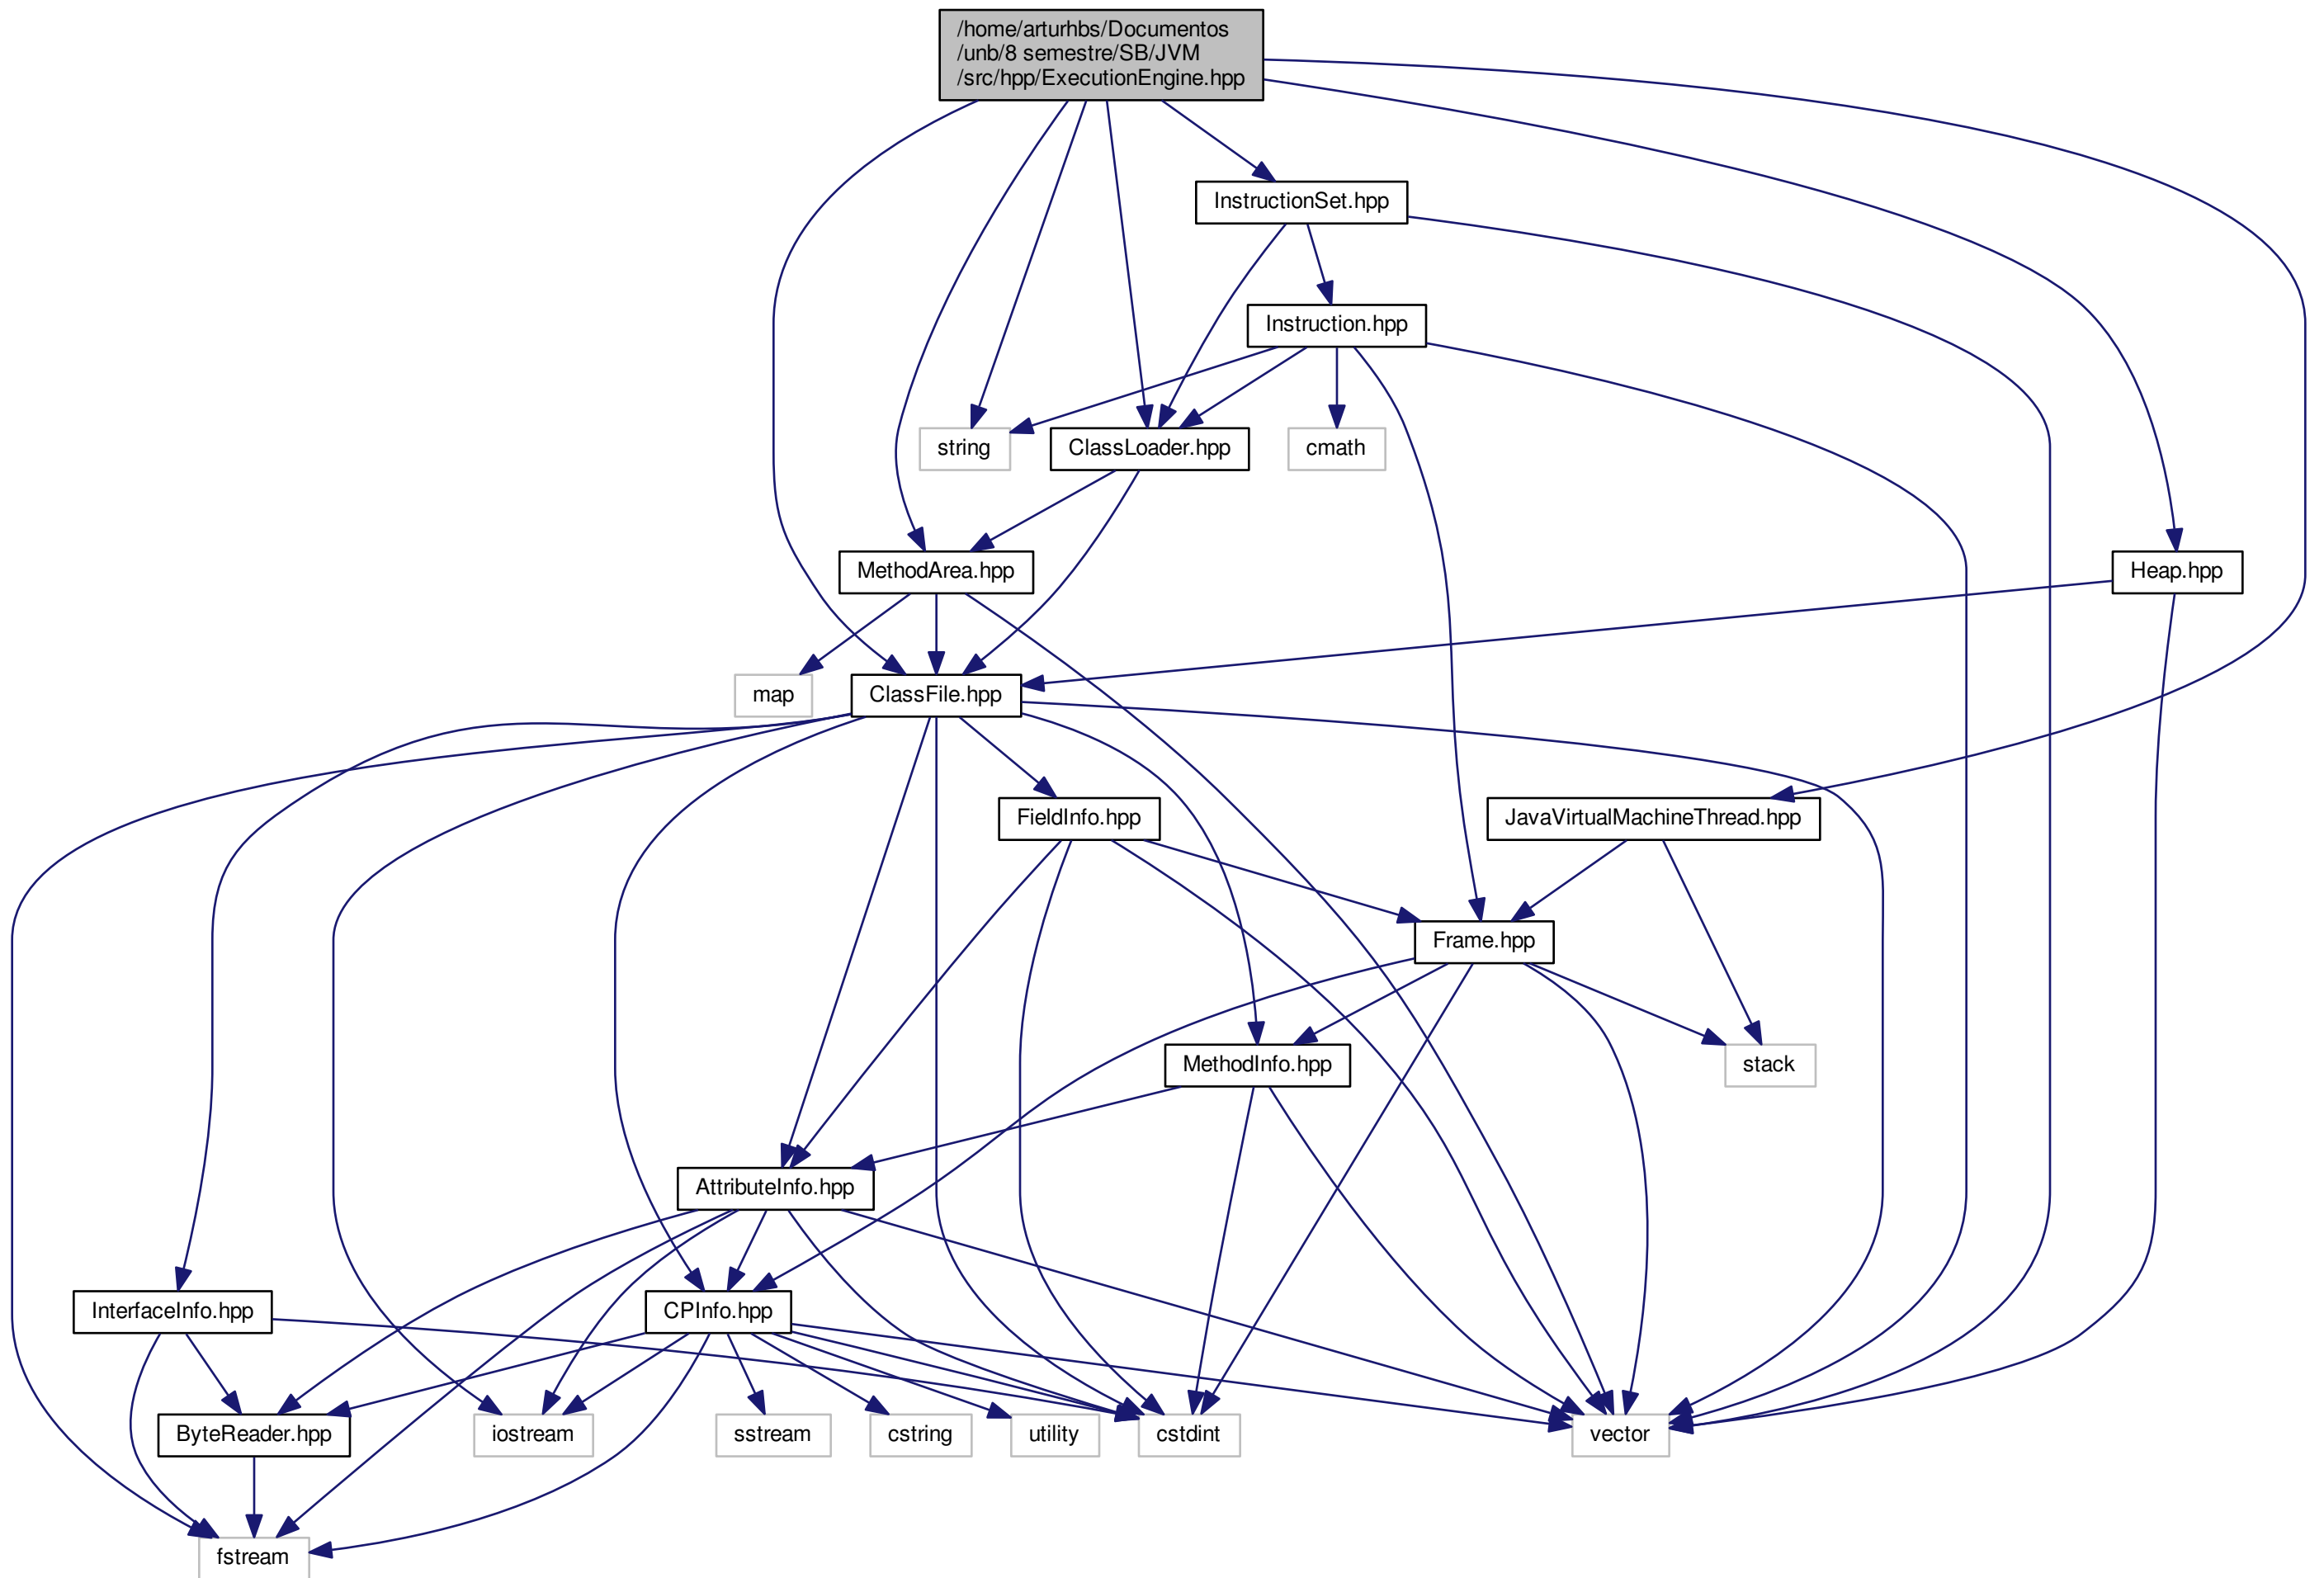 /home/arturhbs/Documentos
/unb/8 semestre/SB/JVM
/src/hpp/ExecutionEngine.hpp
InstructionSet.hpp
Instruction.hpp
string
ClassLoader.hpp
cmath
MethodArea.hpp
Heap.hpp
map
ClassFile.hpp
FieldInfo.hpp
JavaVirtualMachineThread.hpp
Frame.hpp
MethodInfo.hpp
stack
AttributeInfo.hpp
InterfaceInfo.hpp
CPInfo.hpp
ByteReader.hpp
iostream
sstream
cstring
utility
cstdint
vector
fstream